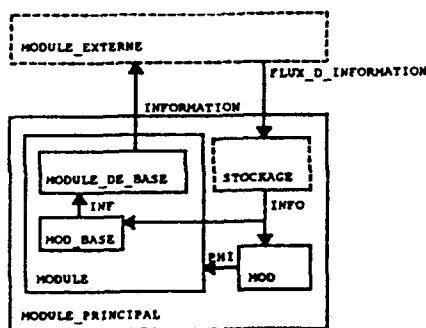 MODULE_EXTERNE
FLUX_D_INFORMATION
INFORMATION
MODULE_DE_BASE
STOCKAGE
INF
INFO
MOD_BASE
PHI
MOD
MODULE
MODULE_PRINCIPAL